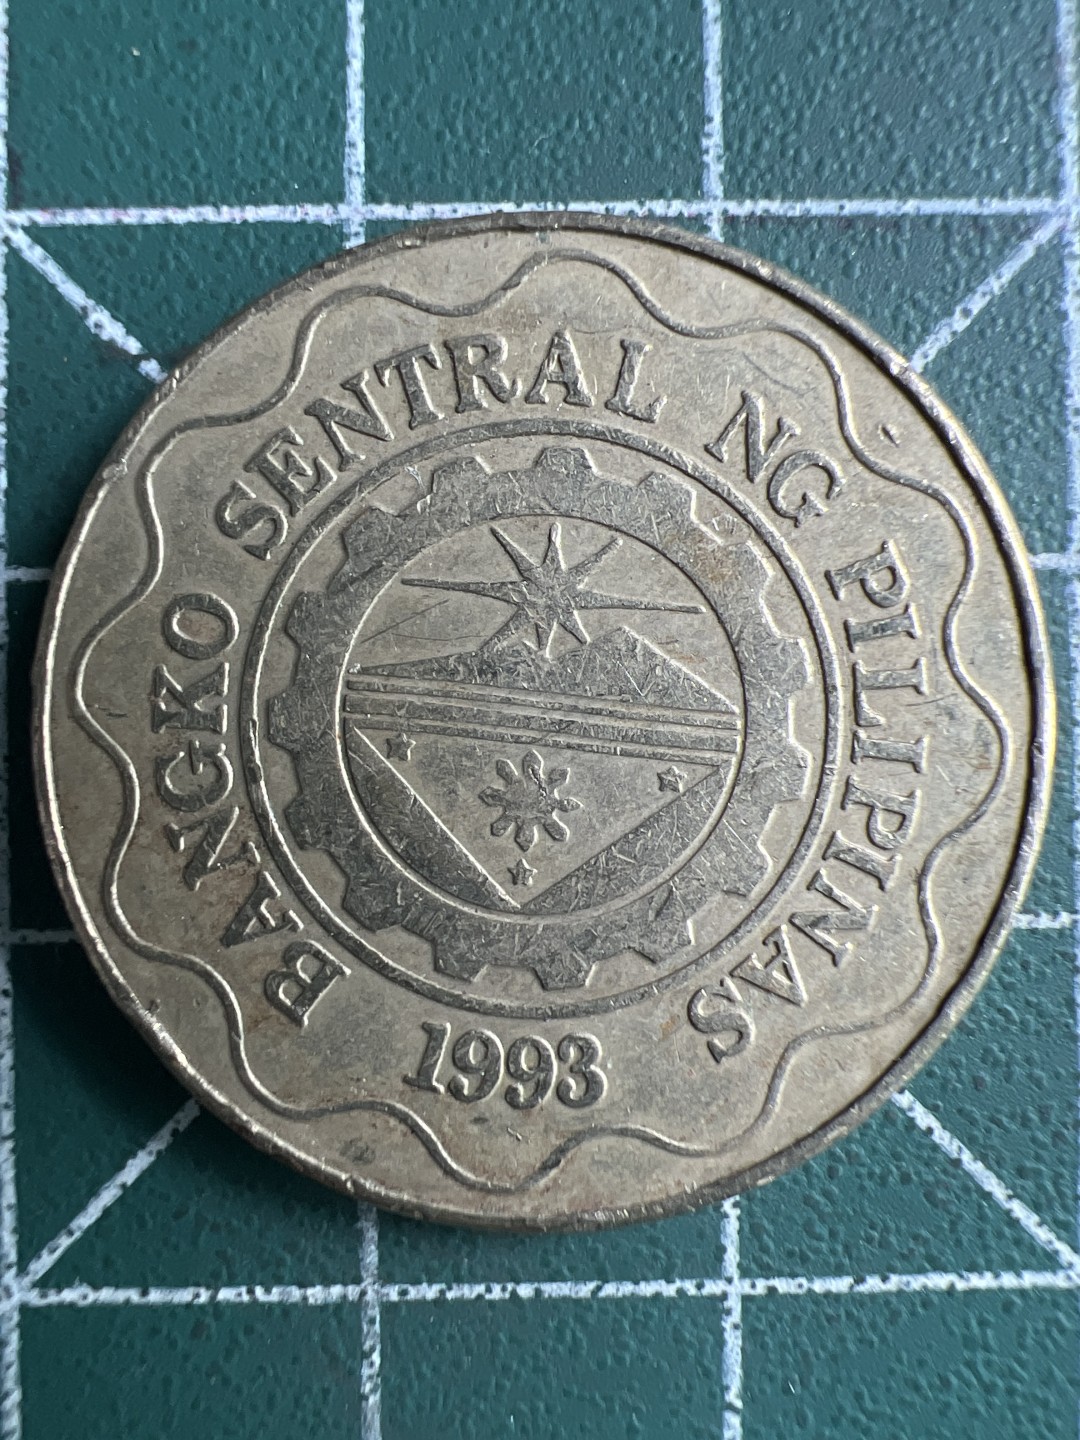 BANGKO SENTRAL NG PILIPINAS
1993